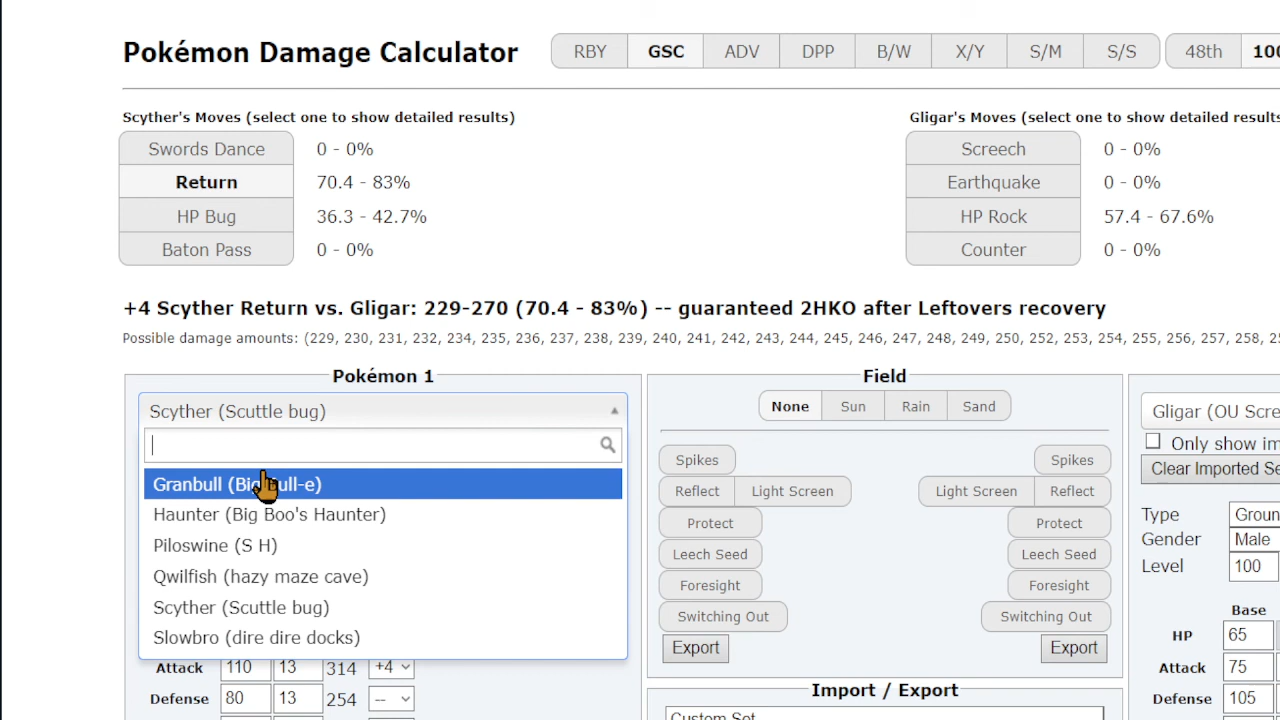 Pokémon Damage Calculator RBY GSC ADV DPP B/W X/Y S/M S/S 48th 100
Scyther's Moves (select one to show detailed results)
Swords Dance 0 - 0%
Return 70.4 - 83%
HP Bug 36.3 - 42.7%
Baton Pass 0 - 0%
Gligar's Moves (select one to show detailed results
Screech 0 - 0%
Earthquake 0 - 0%
HP Rock 57.4 - 67.6%
Counter 0 - 0%
+4 Scyther Return vs. Gligar: 229-270 (70.4 - 83%) -- guaranteed 2HKO after Leftovers recovery
Possible damage amounts: (229, 230, 231, 232, 234, 235, 236, 237, 238, 239, 240, 241, 242, 243, 244, 245, 246, 247, 248, 249, 250, 252, 253, 254, 255, 256, 257, 258,
Pokémon 1
Scyther (Scuttle bug)
Granbull (Big Bull-e)
Haunter (Big Boo's Haunter)
Piloswine (S H)
Qwilfish (hazy maze cave)
Scyther (Scuttle bug)
Slowbro (dire dire docks)
Attack 110 13 314 +4
Defense 80 13 254 --
Field
None Sun Rain Sand
Spikes Spikes
Reflect Light Screen Light Screen Reflect
Protect Protect
Leech Seed Leech Seed
Foresight Foresight
Switching Out Switching Out
Export Export
Import / Export
Custom Set
Gligar (OU Scre
Only show im
Clear Imported Se
Type Groun
Gender Male
Level 100
Base
HP 65
Attack 75
Defense 105